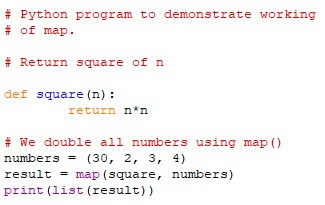 # Python program to demonstrate working
# of map.
# Return square of n
def square(n):
        return n*n
# We double all numbers using map()
numbers = (30, 2, 3, 4)
result = map(square, numbers)
print(list(result))